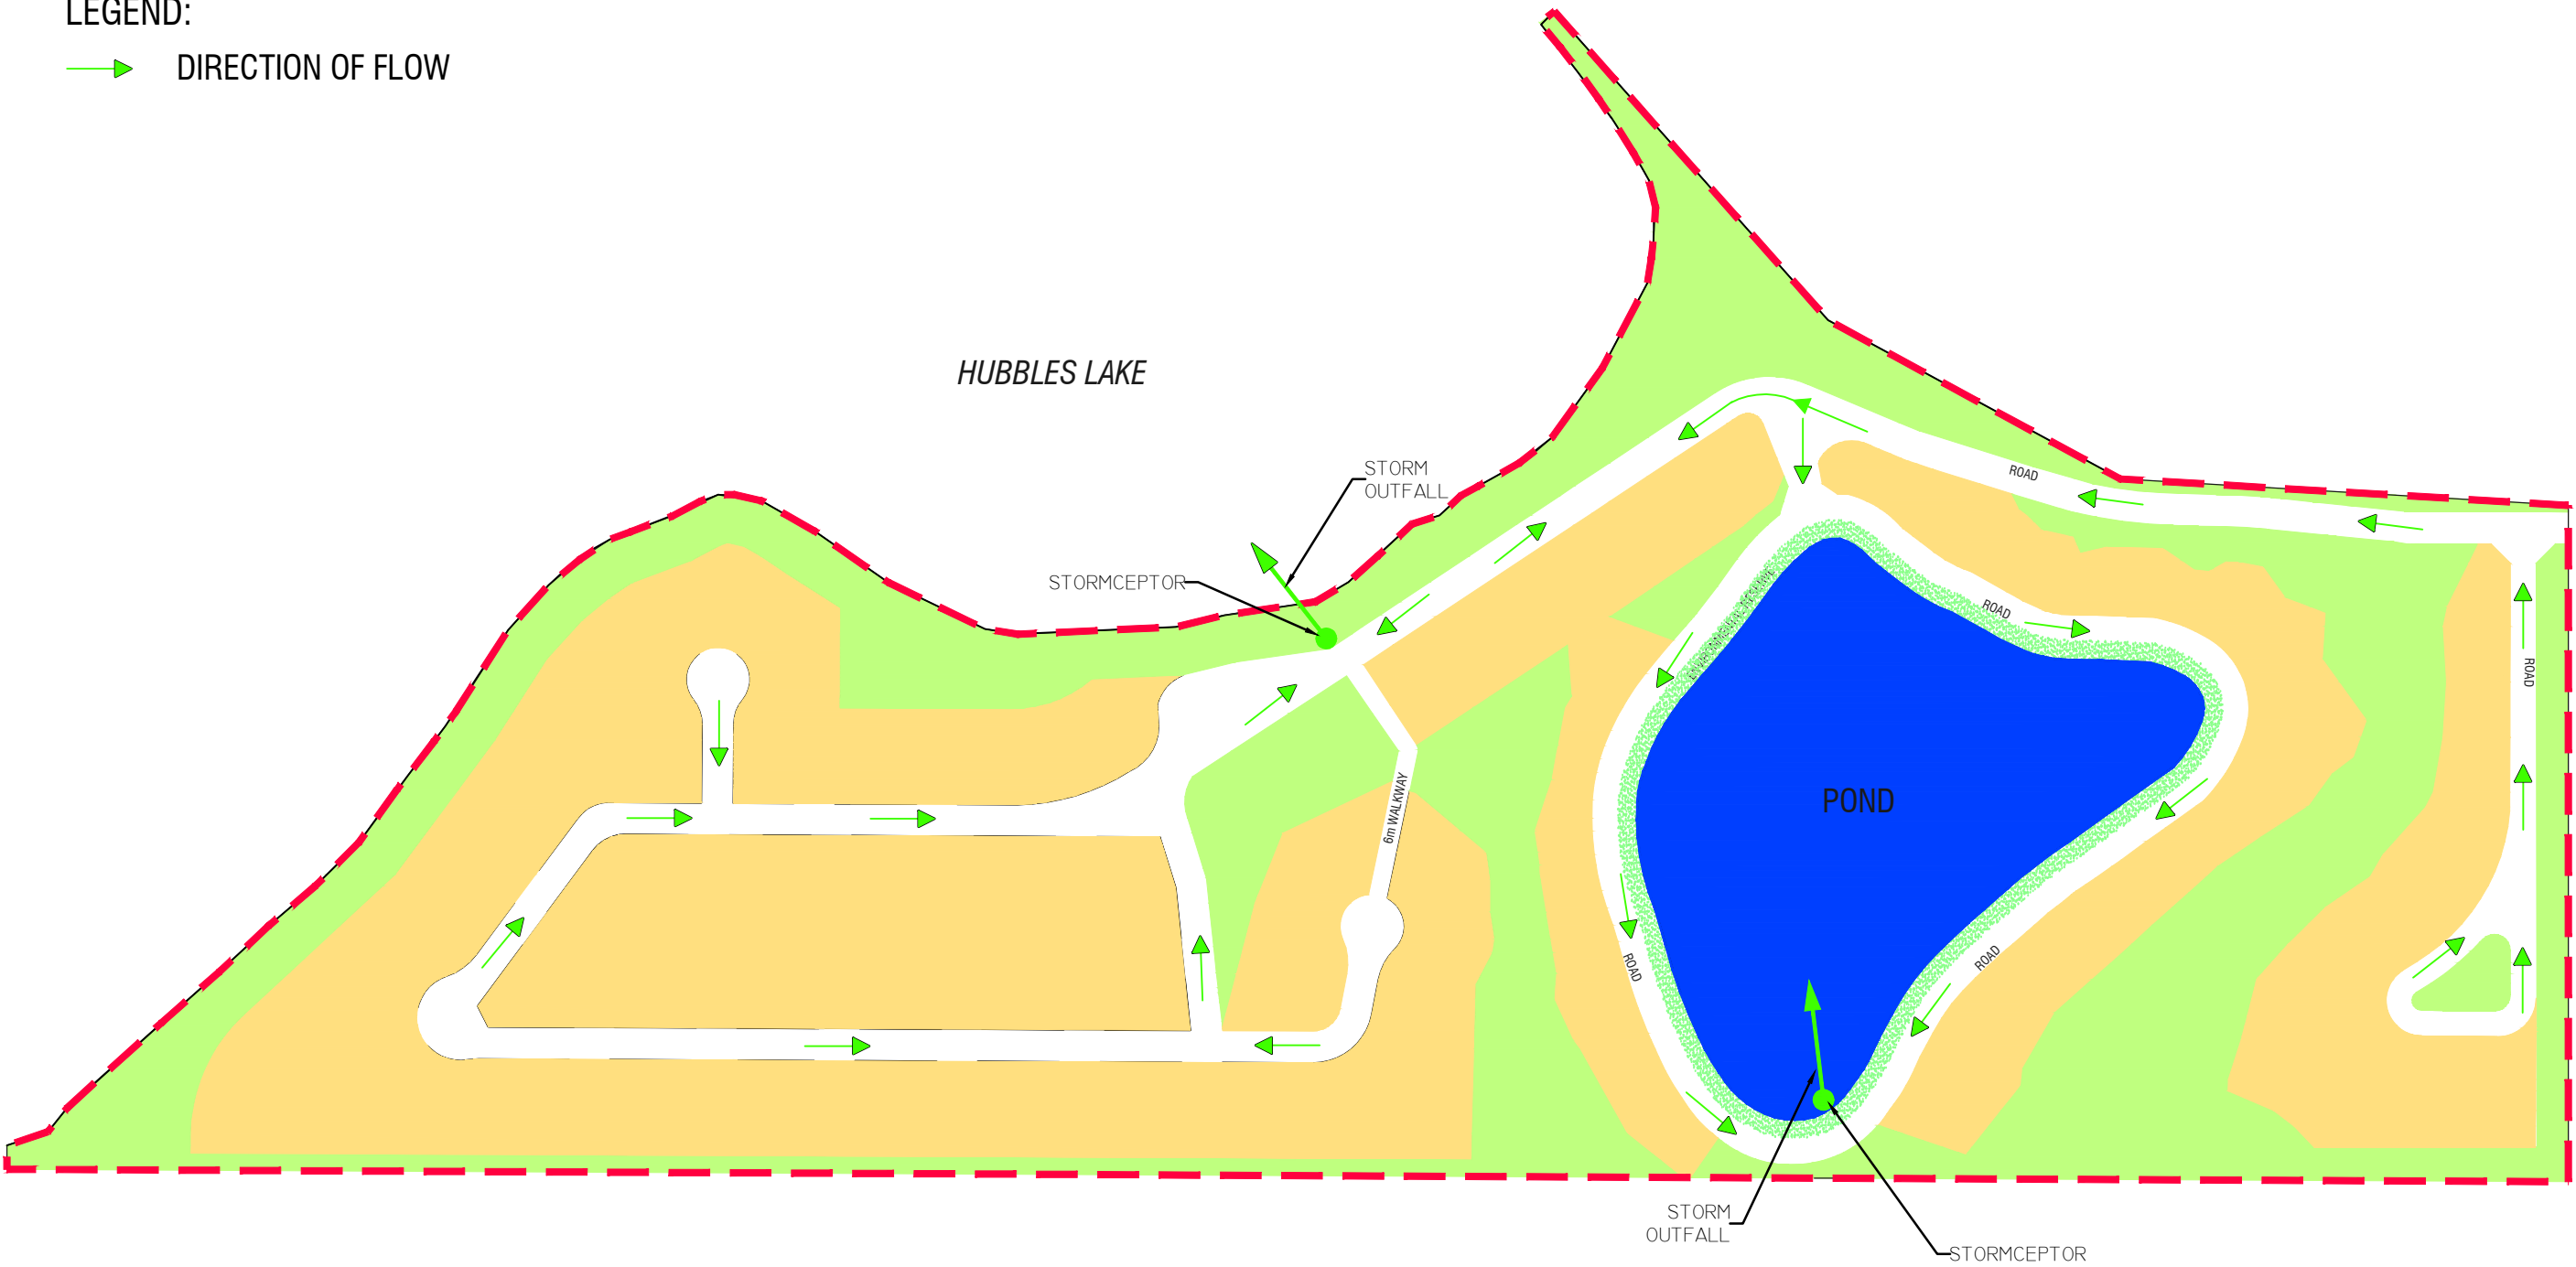 LEGEND:
DIRECTION OF FLOW
HUBBLES LAKE
STORM
OUTFALL
STORMCEPTOR
ROAD
ROAD
ROAD
6m WALKWAY
POND
ROAD
ROAD
STORM
OUTFALL
STORMCEPTOR